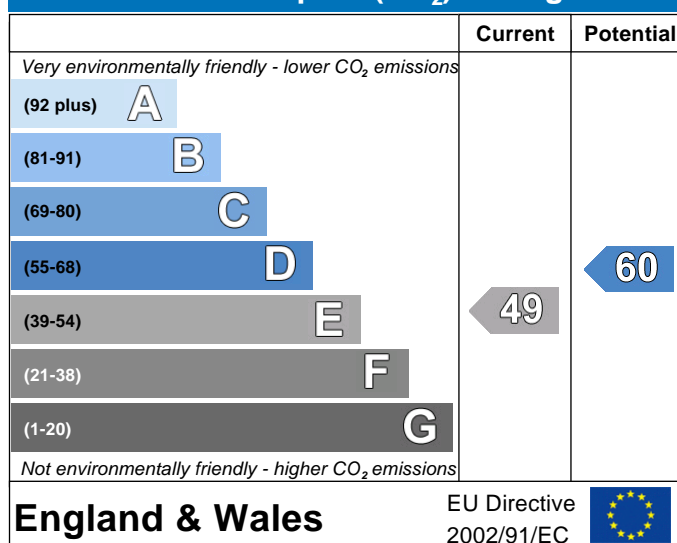 Current Potential
Very environmentally friendly - lower CO₂ emissions
(92 plus) A
(81-91) B
(69-80) C
(55-68) D 60
(39-54) E 49
(21-38) F
(1-20) G
Not environmentally friendly - higher CO₂ emissions
England & Wales
EU Directive
2002/91/EC